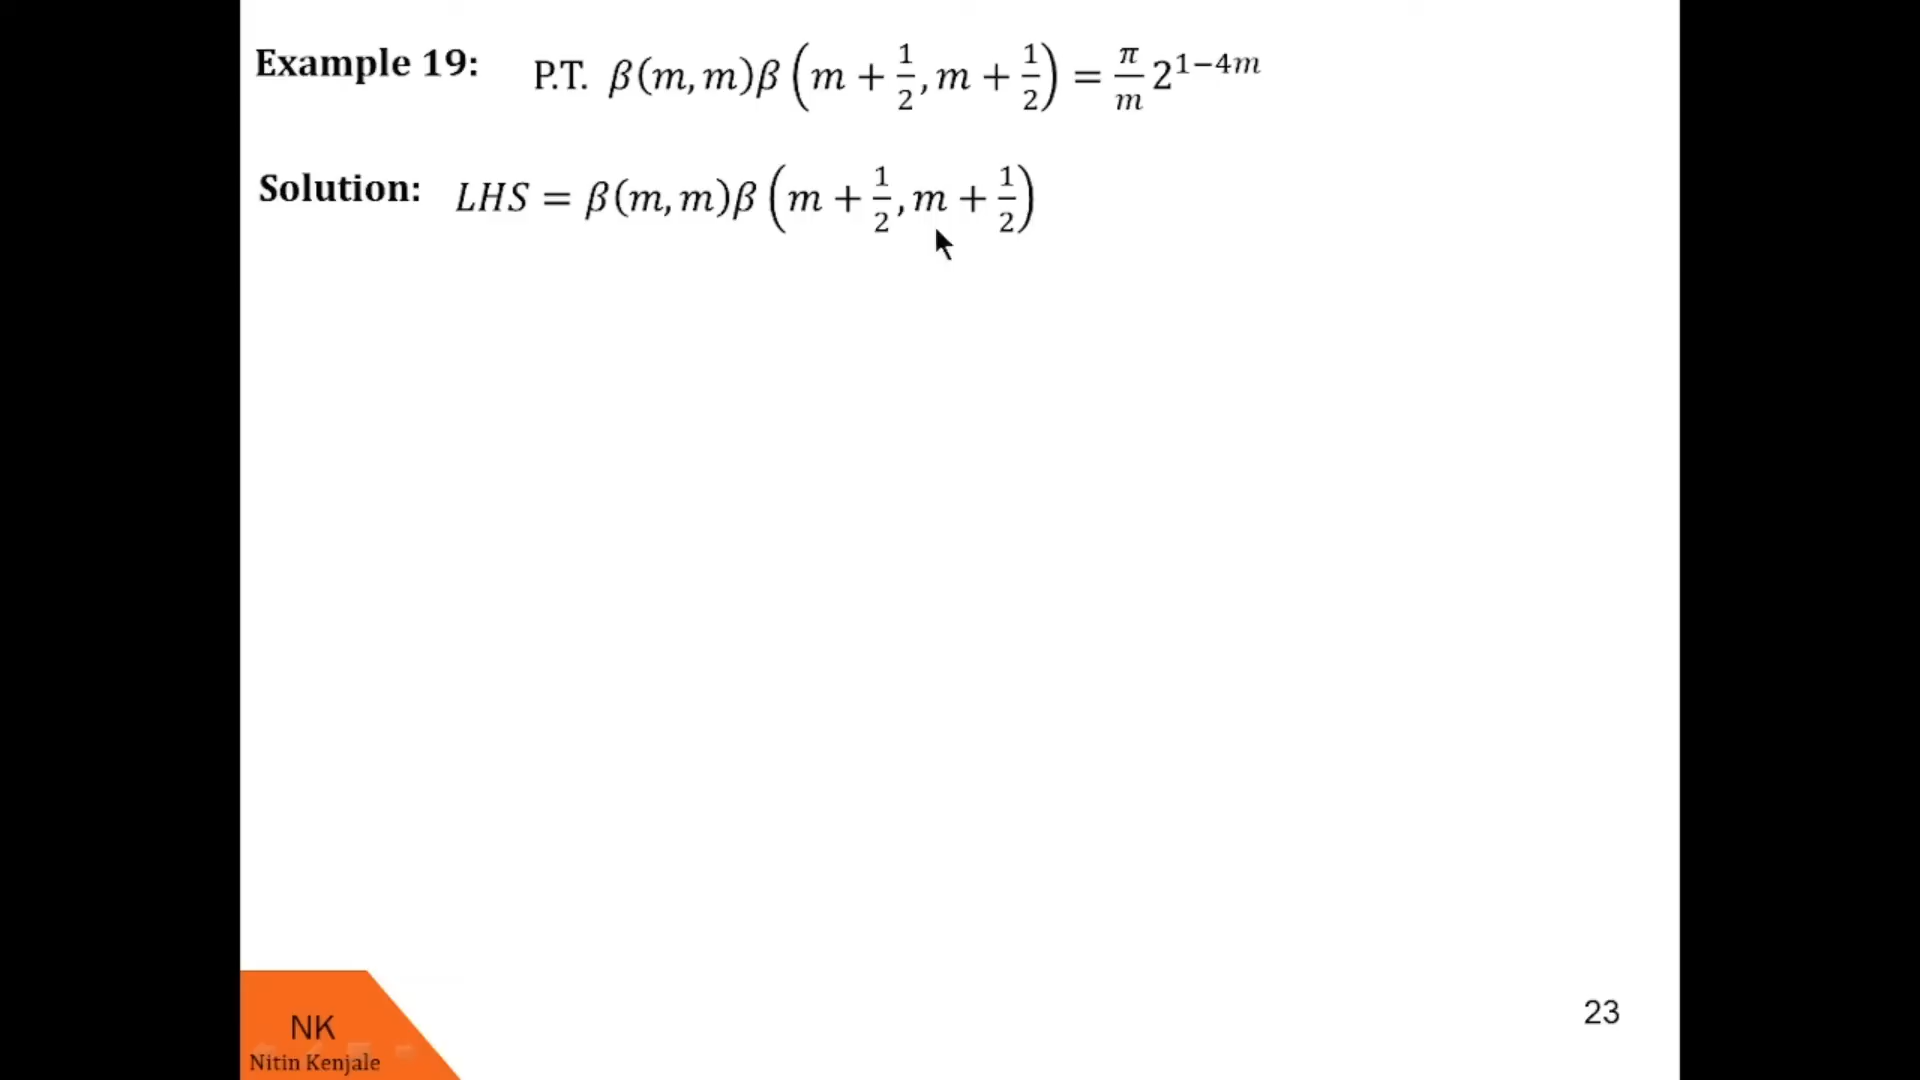 Example 19: P.T. β(m, m)β(m + 1/2, m + 1/2) = π/m 2^{1−4m}
Solution: LHS = β(m, m)β(m + 1/2, m + 1/2)
NK
Nitin Kenjale
23